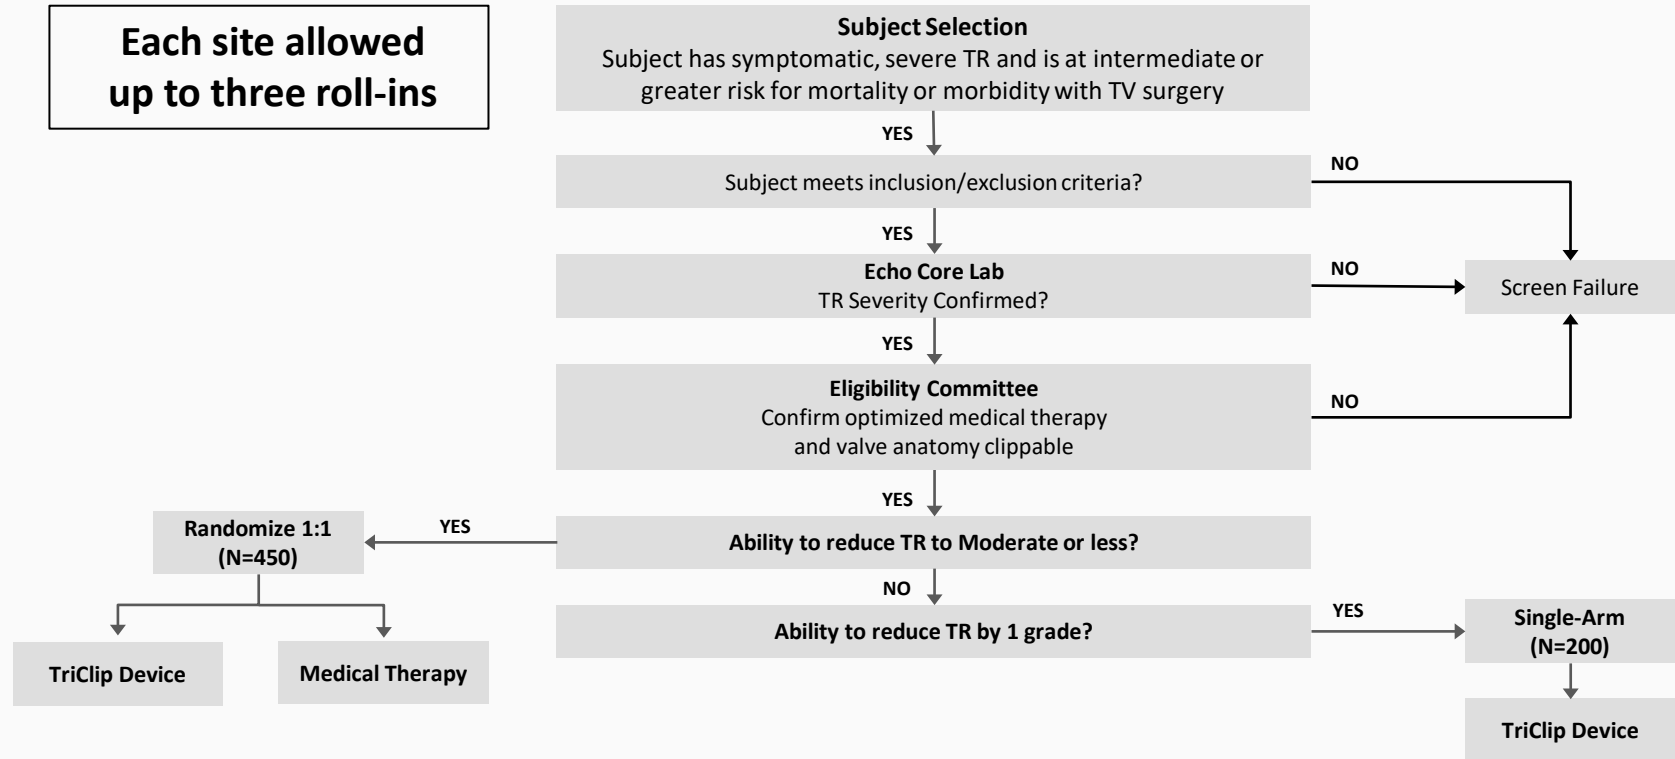 Each site allowed
up to three roll-ins
Subject Selection
Subject has symptomatic, severe TR and is at intermediate or
greater risk for mortality or morbidity with TV surgery
YES
Subject meets inclusion/exclusion criteria?
NO
YES
Echo Core Lab
TR Severity Confirmed?
NO
Screen Failure
YES
Eligibility Committee
Confirm optimized medical therapy
and valve anatomy clippable
NO
YES
Ability to reduce TR to Moderate or less?
YES
Randomize 1:1
(N=450)
TriClip Device
Medical Therapy
NO
Ability to reduce TR by 1 grade?
YES
Single-Arm
(N=200)
TriClip Device